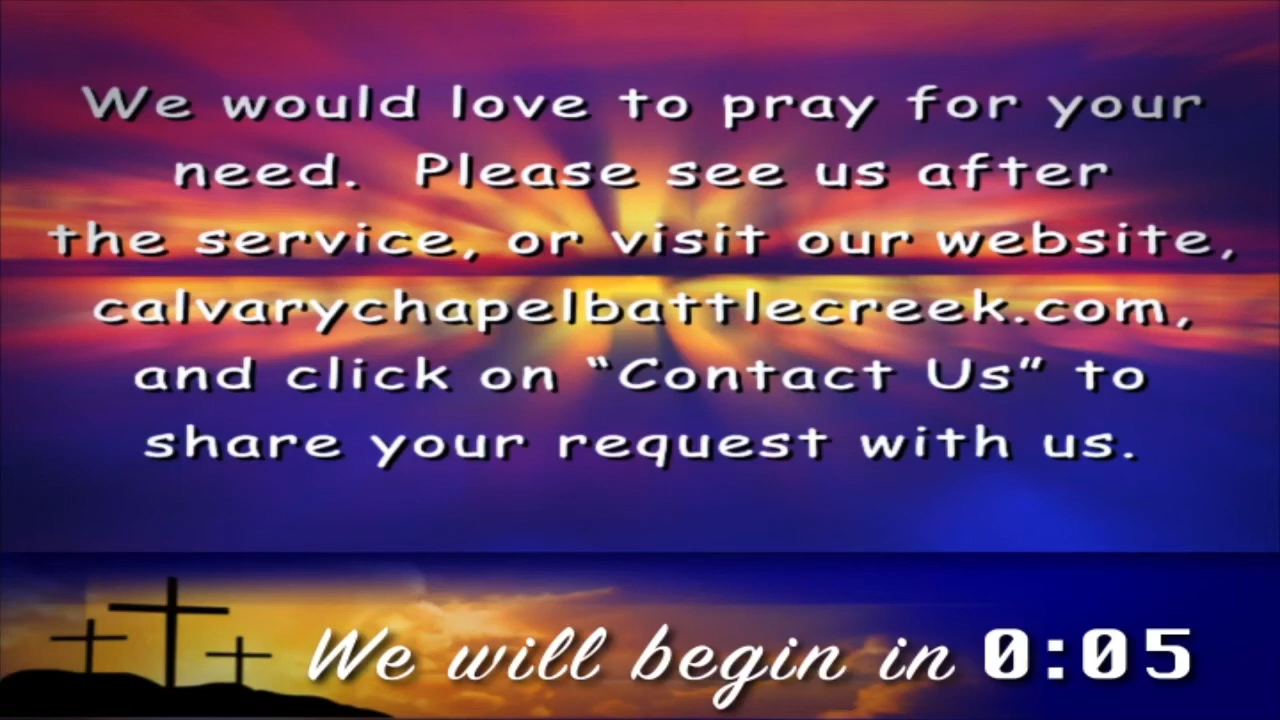 We would love to pray for your
need.  Please see us after
the service, or visit our website,
calvarychapelbattlecreek.com,
and click on “Contact Us” to
share your request with us.
We will begin in 0:05